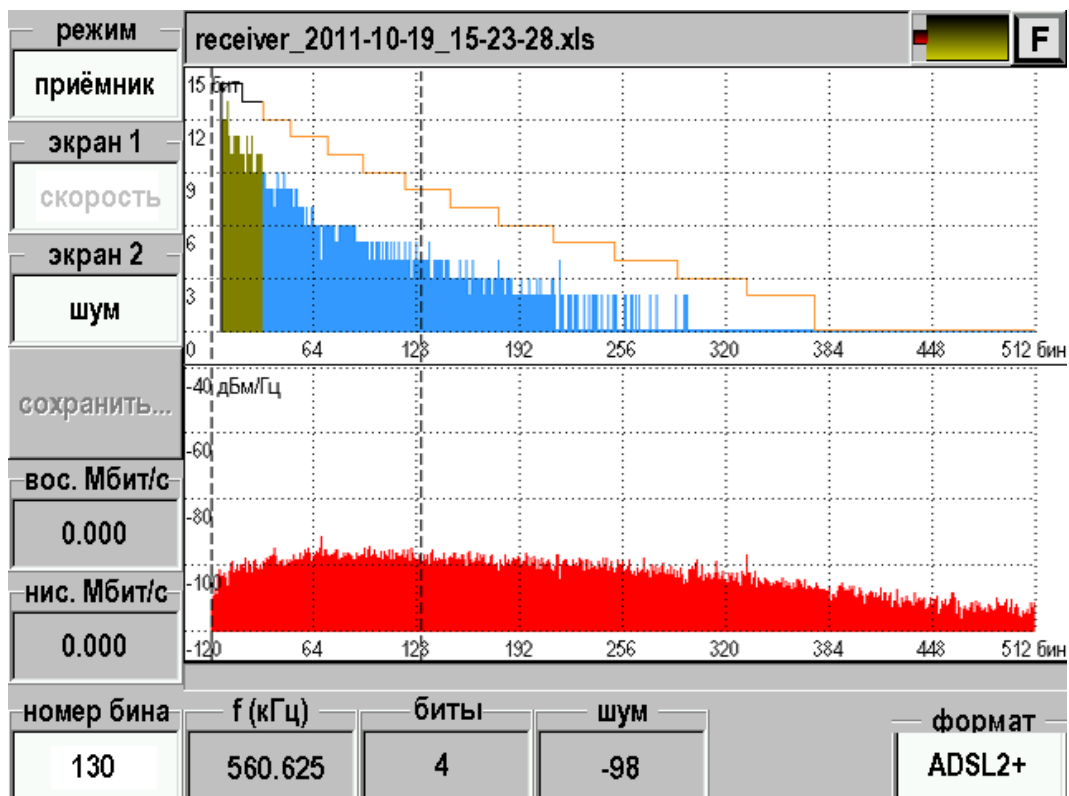 режим
приёмник
экран 1
скорость
экран 2
шум
сохранить...
вос. Мбит/с
0.000
нис. Мбит/с
0.000
receiver_2011-10-19_15-23-28.xls
F
15 бит
12
9
6
3
0 64 128 192 256 320 384 448 512 бин
-40 дБм/Гц
-60
-80
-100
-120 64 128 192 256 320 384 448 512 бин
номер бина
130
f (кГц)
560.625
биты
4
шум
-98
формат
ADSL2+